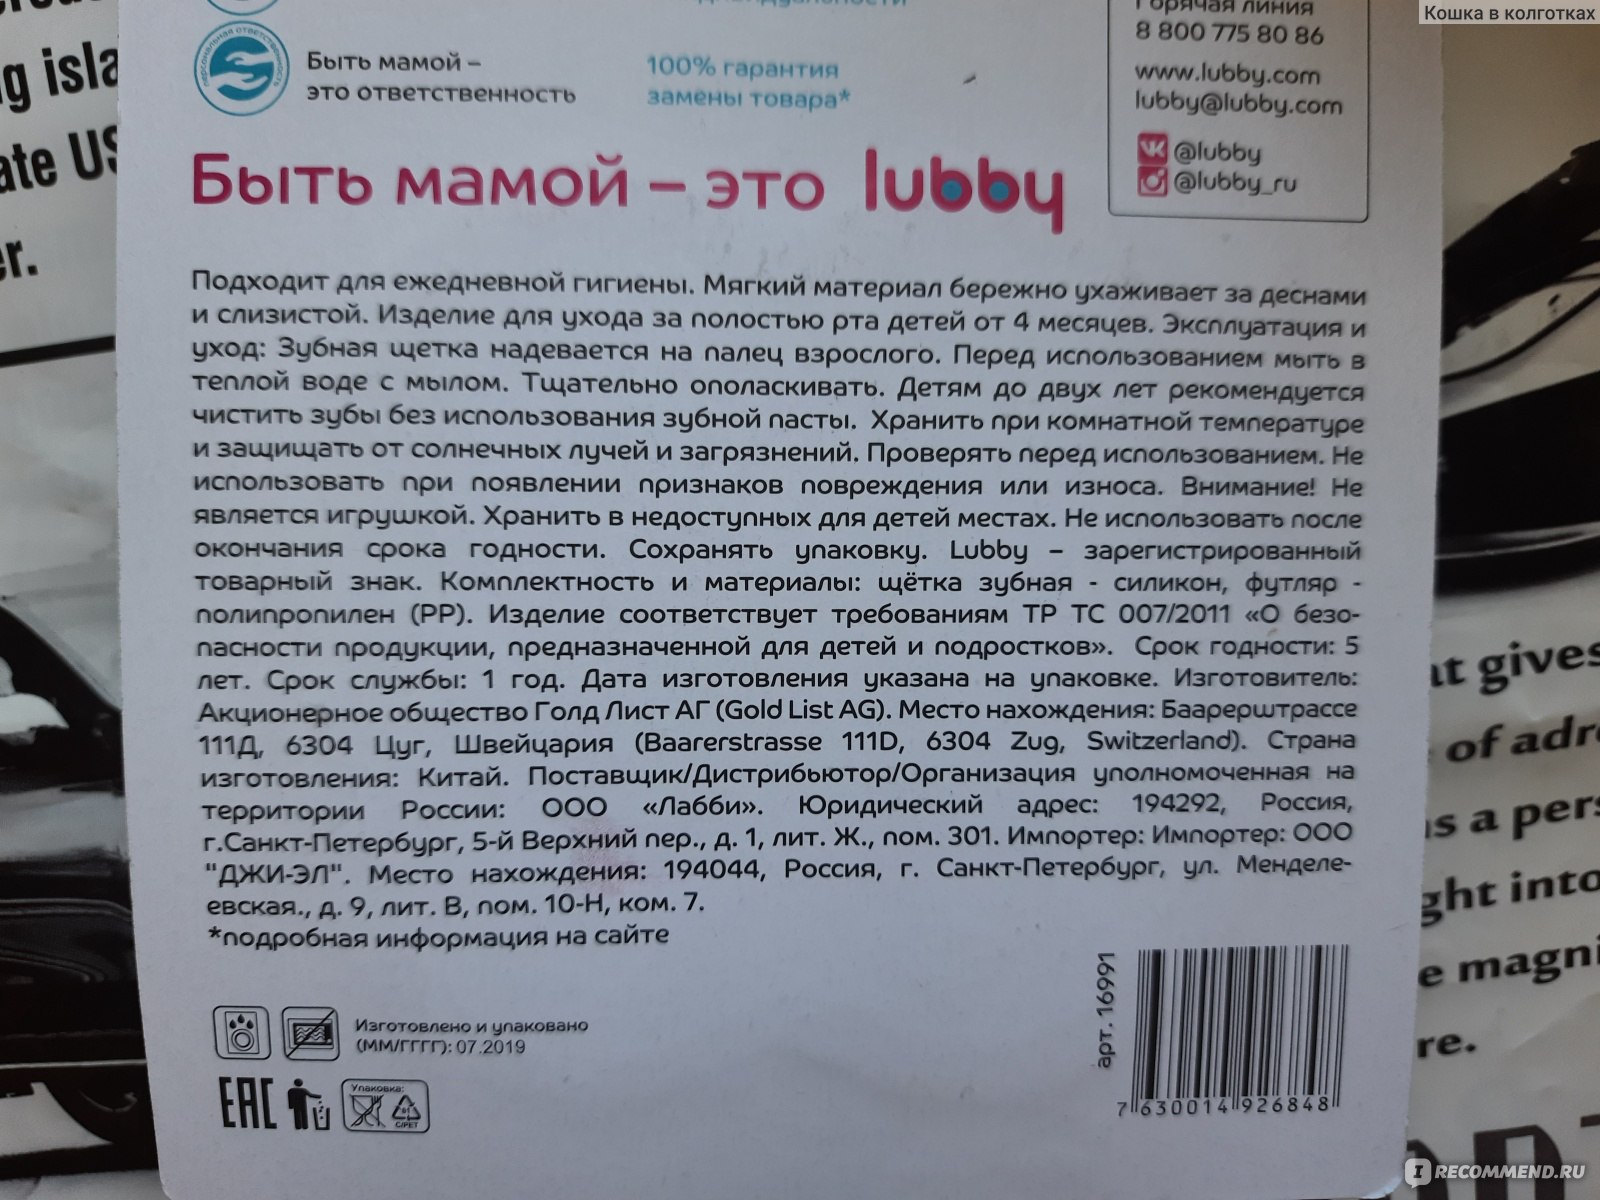 Кошка в колготках
Горячая линия
8 800 775 80 86
www.lubby.com
lubby@lubby.com
@lubby
@lubby_ru
персональная ответственность
Быть мамой –
это ответственность
100% гарантия
замены товара*
Быть мамой – это lubby
Подходит для ежедневной гигиены. Мягкий материал бережно ухаживает за деснами
и слизистой. Изделие для ухода за полостью рта детей от 4 месяцев. Эксплуатация и
уход: Зубная щетка надевается на палец взрослого. Перед использованием мыть в
теплой воде с мылом. Тщательно ополаскивать. Детям до двух лет рекомендуется
чистить зубы без использования зубной пасты. Хранить при комнатной температуре
и защищать от солнечных лучей и загрязнений. Проверять перед использованием. Не
использовать при появлении признаков повреждения или износа. Внимание! Не
является игрушкой. Хранить в недоступных для детей местах. Не использовать после
окончания срока годности. Сохранять упаковку. Lubby – зарегистрированный
товарный знак. Комплектность и материалы: щётка зубная - силикон, футляр -
полипропилен (PP). Изделие соответствует требованиям ТР ТС 007/2011 «О безо-
пасности продукции, предназначенной для детей и подростков». Срок годности: 5
лет. Срок службы: 1 год. Дата изготовления указана на упаковке. Изготовитель:
Акционерное общество Голд Лист АГ (Gold List AG). Место нахождения: Баарерштрассе
111Д, 6304 Цуг, Швейцария (Baarerstrasse 111D, 6304 Zug, Switzerland). Страна
изготовления: Китай. Поставщик/Дистрибьютор/Организация уполномоченная на
территории России: ООО «Лабби». Юридический адрес: 194292, Россия,
г.Санкт-Петербург, 5-й Верхний пер., д. 1, лит. Ж., пом. 301. Импортер: Импортер: ООО
"ДЖИ-ЭЛ". Место нахождения: 194044, Россия, г. Санкт-Петербург, ул. Менделе-
евская., д. 9, лит. В, пом. 10-Н, ком. 7.
*подробная информация на сайте
Изготовлено и упаковано
(ММ/ГГГГ): 07.2019
EAC
Упаковка:
81
C/PET
арт. 16991
7 630014 926848
ate US
er.
at gives
of adr
s a pers
ght into
e magni
re.
IRECOMMEND.RU